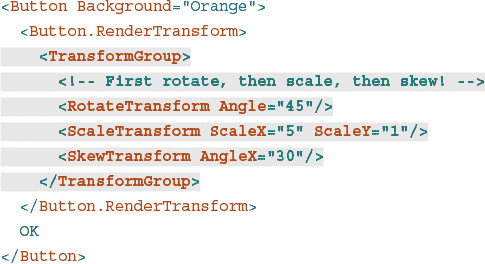 <Button Background="Orange">
<Button.RenderTransform>
<TransformGroup>
<!-- First rotate, then scale, then skew! -->
<RotateTransform Angle="45"/>
<ScaleTransform ScaleX="5" ScaleY="1"/>
<SkewTransform AngleX="30"/>
</TransformGroup>
</Button.RenderTransform>
OK
</Button>